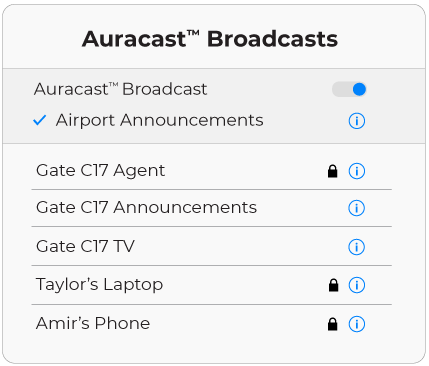 Auracast™ Broadcasts
Auracast™ Broadcast
Airport Announcements
Gate C17 Agent
Gate C17 Announcements
Gate C17 TV
Taylor’s Laptop
Amir’s Phone